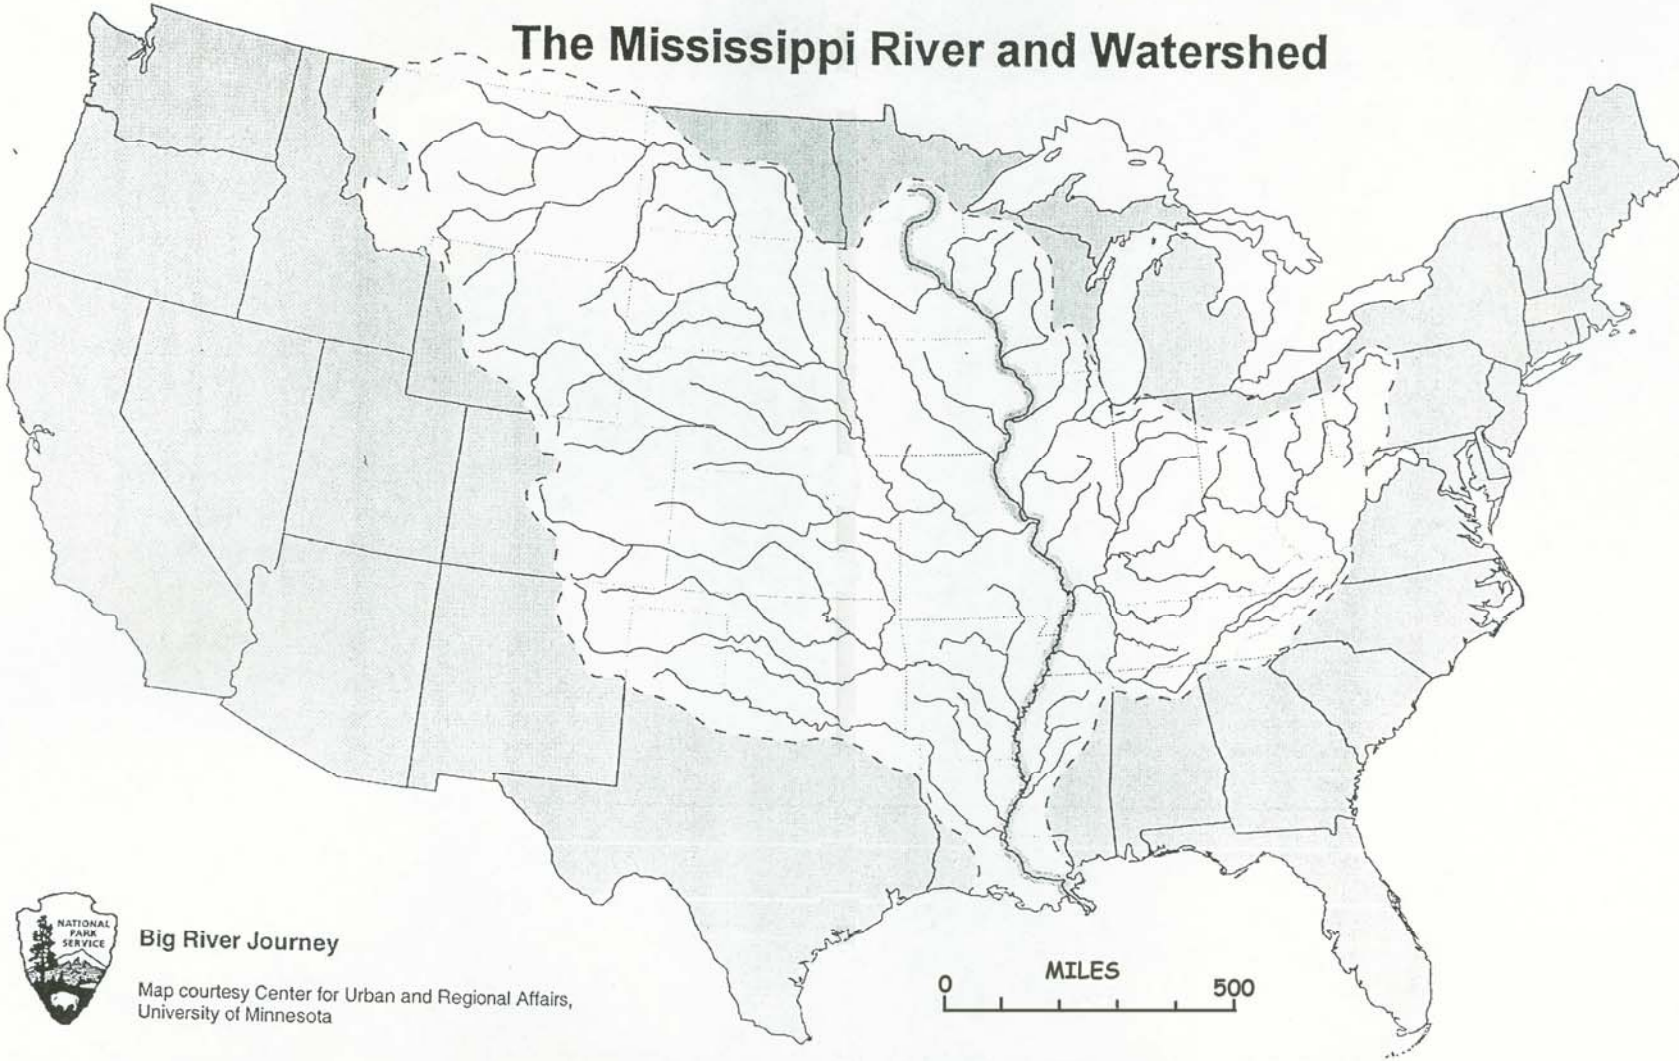 The Mississippi River and Watershed
NATIONAL
PARK
SERVICE
Big River Journey
Map courtesy Center for Urban and Regional Affairs,
University of Minnesota
MILES
0 500